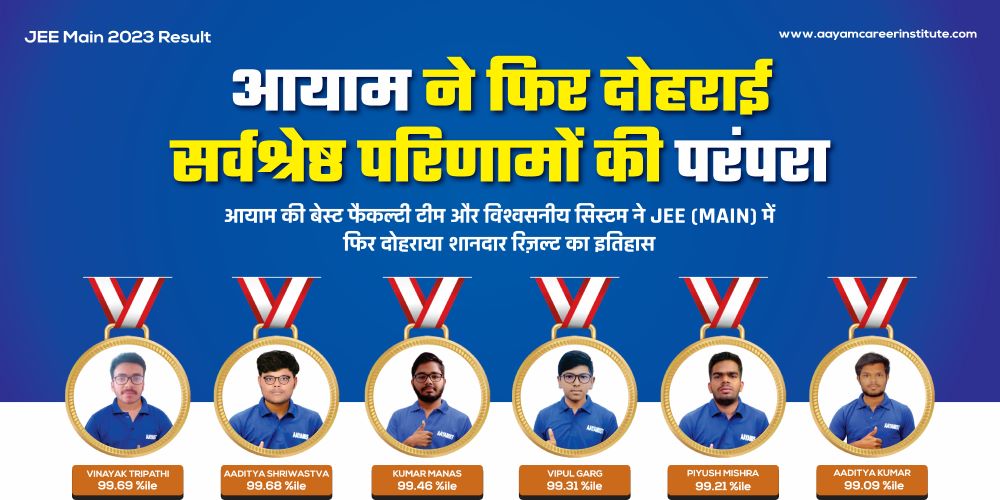 JEE Main 2023 Result
www.aayamcareerinstitute.com
आयाम ने फिर दोहराई
सर्वश्रेष्ठ परिणामों की परंपरा
आयाम की बेस्ट फैकल्टी टीम और विश्वसनीय सिस्टम ने JEE (MAIN) में
फिर दोहराया शानदार रिज़ल्ट का इतिहास
VINAYAK TRIPATHI
99.69 %ile
AADITYA SHRIWASTVA
99.68 %ile
KUMAR MANAS
99.46 %ile
VIPUL GARG
99.31 %ile
PIYUSH MISHRA
99.21 %ile
AADITYA KUMAR
99.09 %ile